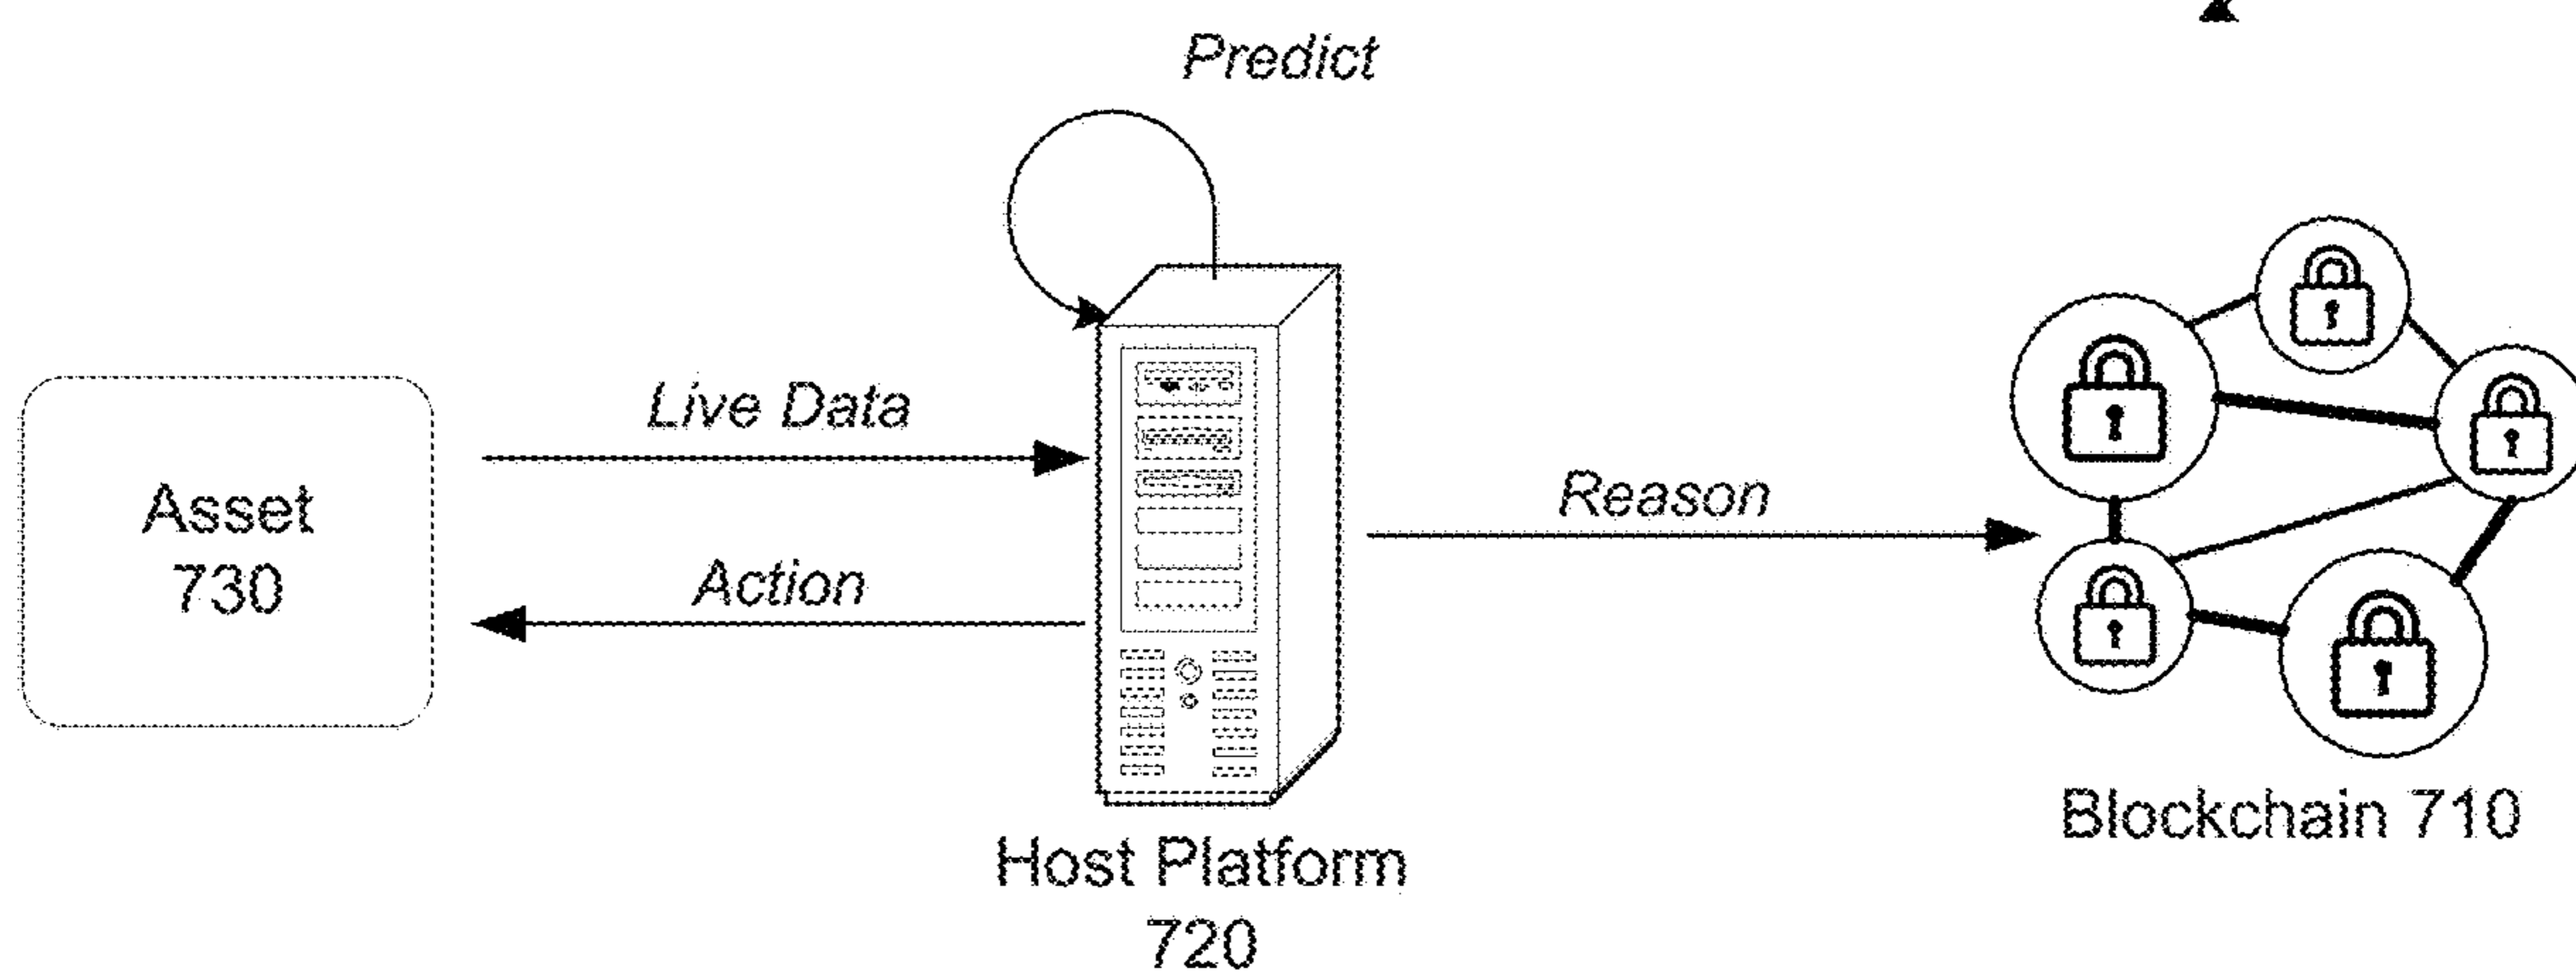 Predict
Live Data
Asset
730
Action
Reason
Blockchain 710
Host Platform
720